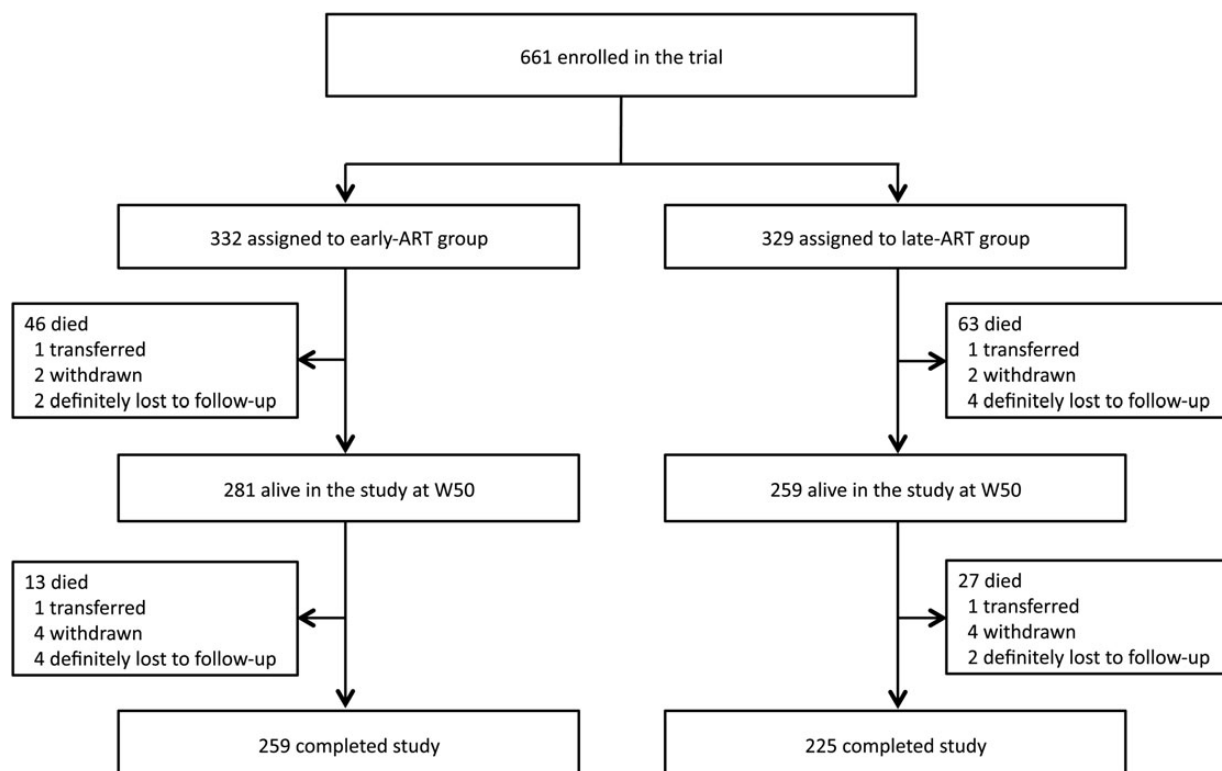 661 enrolled in the trial
332 assigned to early-ART group
329 assigned to late-ART group
46 died
1 transferred
2 withdrawn
2 definitely lost to follow-up
63 died
1 transferred
2 withdrawn
4 definitely lost to follow-up
281 alive in the study at W50
259 alive in the study at W50
13 died
1 transferred
4 withdrawn
4 definitely lost to follow-up
27 died
1 transferred
4 withdrawn
2 definitely lost to follow-up
259 completed study
225 completed study